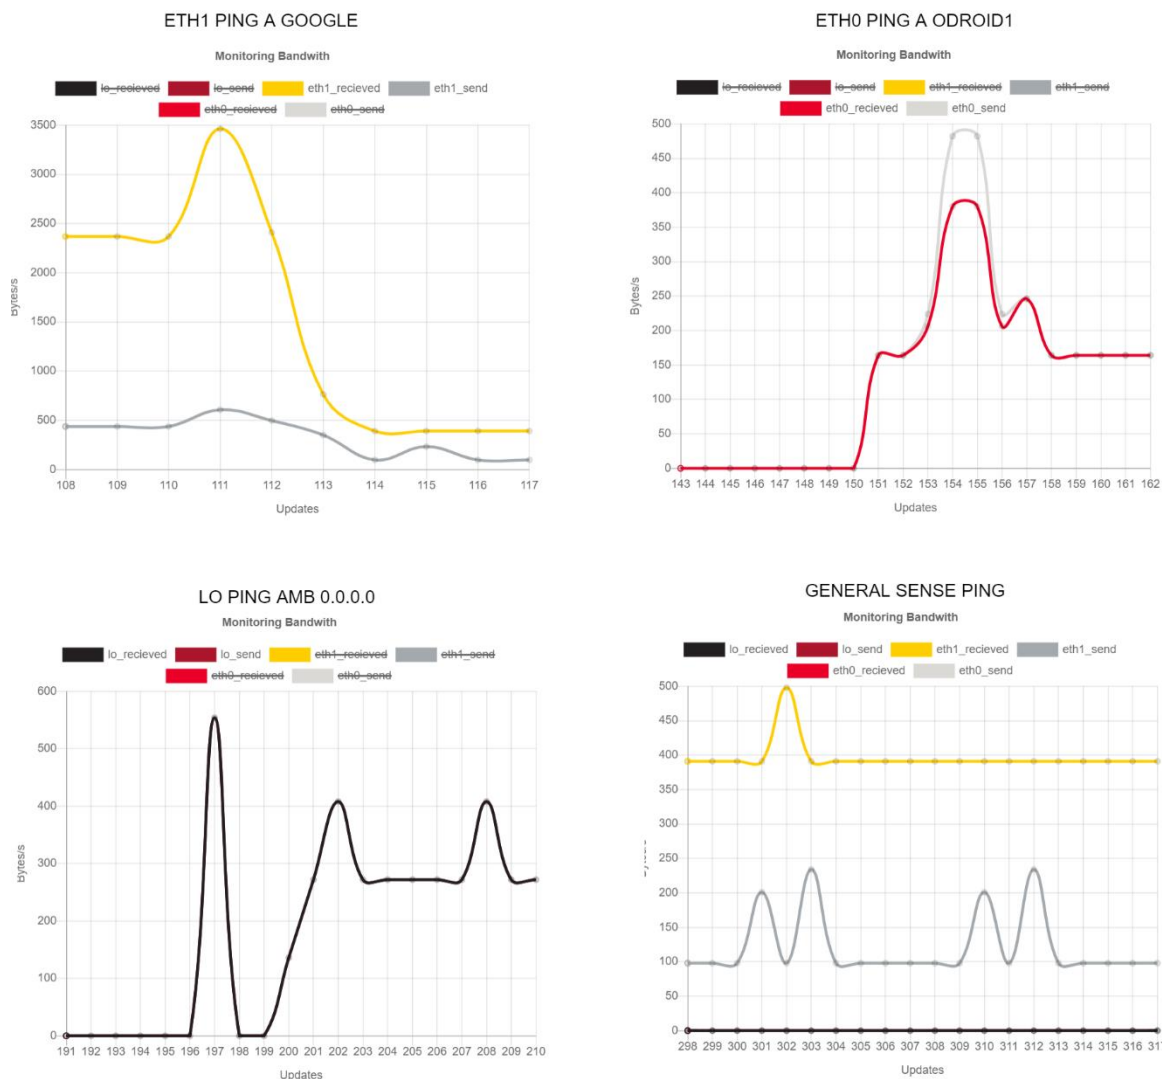 ETH1 PING A GOOGLE
Monitoring Bandwith
lo_recieved lo_send eth1_recieved eth1_send
eth0_recieved eth0_send
3500
3000
2500
2000
1500
1000
500
0
Bytes/s
108 109 110 111 112 113 114 115 116 117
Updates
ETH0 PING A ODROID1
Monitoring Bandwith
lo_recieved lo_send eth1_recieved eth1_send
eth0_recieved eth0_send
500
450
400
350
300
250
200
150
100
50
0
Bytes/s
143 144 145 146 147 148 149 150 151 152 153 154 155 156 157 158 159 160 161 162
Updates
LO PING AMB 0.0.0.0
Monitoring Bandwith
lo_recieved lo_send eth1_recieved eth1_send
eth0_recieved eth0_send
600
500
400
300
200
100
0
Bytes/s
191 192 193 194 195 196 197 198 199 200 201 202 203 204 205 206 207 208 209 210
Updates
GENERAL SENSE PING
Monitoring Bandwith
lo_recieved lo_send eth1_recieved eth1_send
eth0_recieved eth0_send
500
450
400
350
300
250
200
150
100
50
0
298 299 300 301 302 303 304 305 306 307 308 309 310 311 312 313 314 315 316 317
Updates